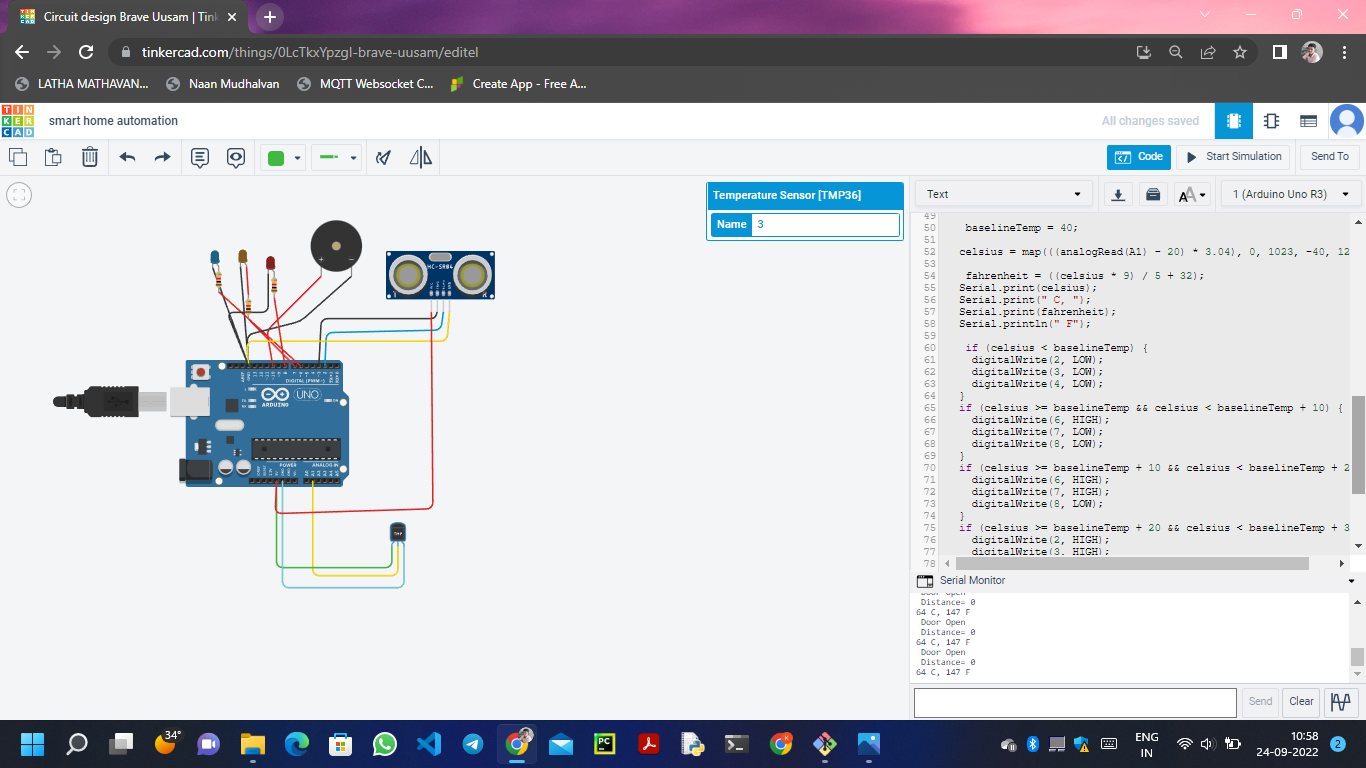 Circuit design Brave Uusam | Tink
tinkercad.com/things/0LcTkxYpzgI-brave-uusam/editel
LATHA MATHAVAN...
Naan Mudhalvan
MQTT Websocket C...
Create App - Free A...
TIN
KER
CAD
smart home automation
All changes saved
Code
Start Simulation
Send To
Temperature Sensor [TMP36]
Name 3
Text
1 (Arduino Uno R3)
HC-SR04
DIGITAL (PWM~)
UNO
ARDUINO
POWER
ANALOG IN
TMP
49
50 baselineTemp = 40;
51
52 celsius = map(((analogRead(A1) - 20) * 3.04), 0, 1023, -40, 12
53
54 fahrenheit = ((celsius * 9) / 5 + 32);
55 Serial.print(celsius);
56 Serial.print(" C, ");
57 Serial.print(fahrenheit);
58 Serial.println(" F");
59
60 if (celsius < baselineTemp) {
61 digitalWrite(2, LOW);
62 digitalWrite(3, LOW);
63 digitalWrite(4, LOW);
64 }
65 if (celsius >= baselineTemp && celsius < baselineTemp + 10) {
66 digitalWrite(6, HIGH);
67 digitalWrite(7, LOW);
68 digitalWrite(8, LOW);
69 }
70 if (celsius >= baselineTemp + 10 && celsius < baselineTemp + 2
71 digitalWrite(6, HIGH);
72 digitalWrite(7, HIGH);
73 digitalWrite(8, LOW);
74 }
75 if (celsius >= baselineTemp + 20 && celsius < baselineTemp + 3
76 digitalWrite(2, HIGH);
77 digitalWrite(3, HIGH);
78
Serial Monitor
Door Open
Distance= 0
64 C, 147 F
Door Open
Distance= 0
64 C, 147 F
Door Open
Distance= 0
64 C, 147 F
Send
Clear
34°
PC
ENG
IN
10:58
24-09-2022
2